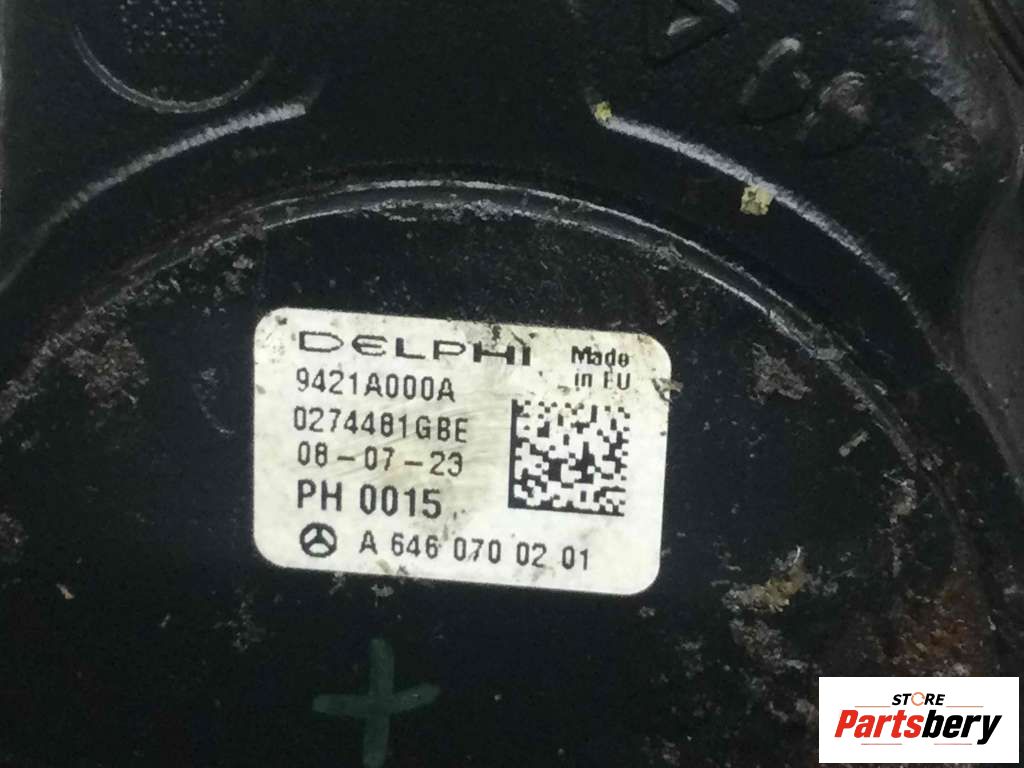 DELPHI
Made
in EU
9421A000A
0274481GBE
08-07-23
PH 0015
A 646 070 02 01
STORE
Partsbery